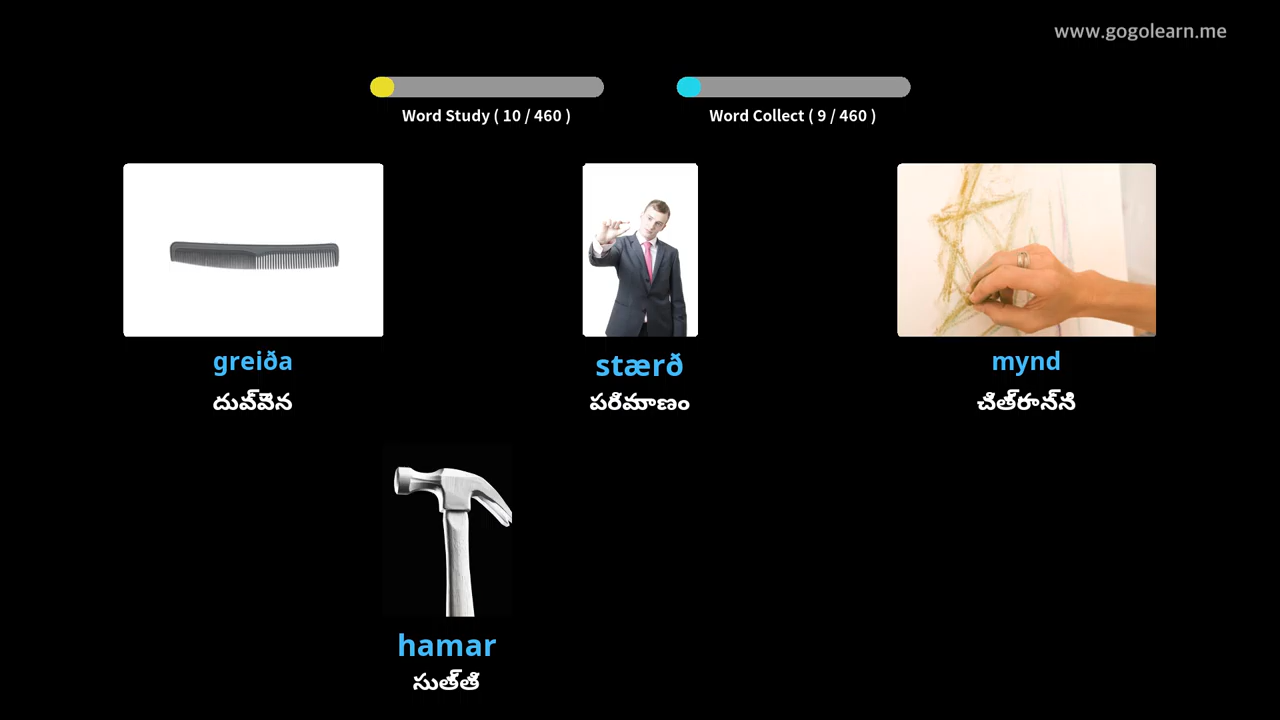 www.gogolearn.me
Word Study ( 10 / 460 )
Word Collect ( 9 / 460 )
greiða
stærð
mynd
దువ్వెన
పరిమాణం
చిత్రాన్ని
hamar
సుత్తి